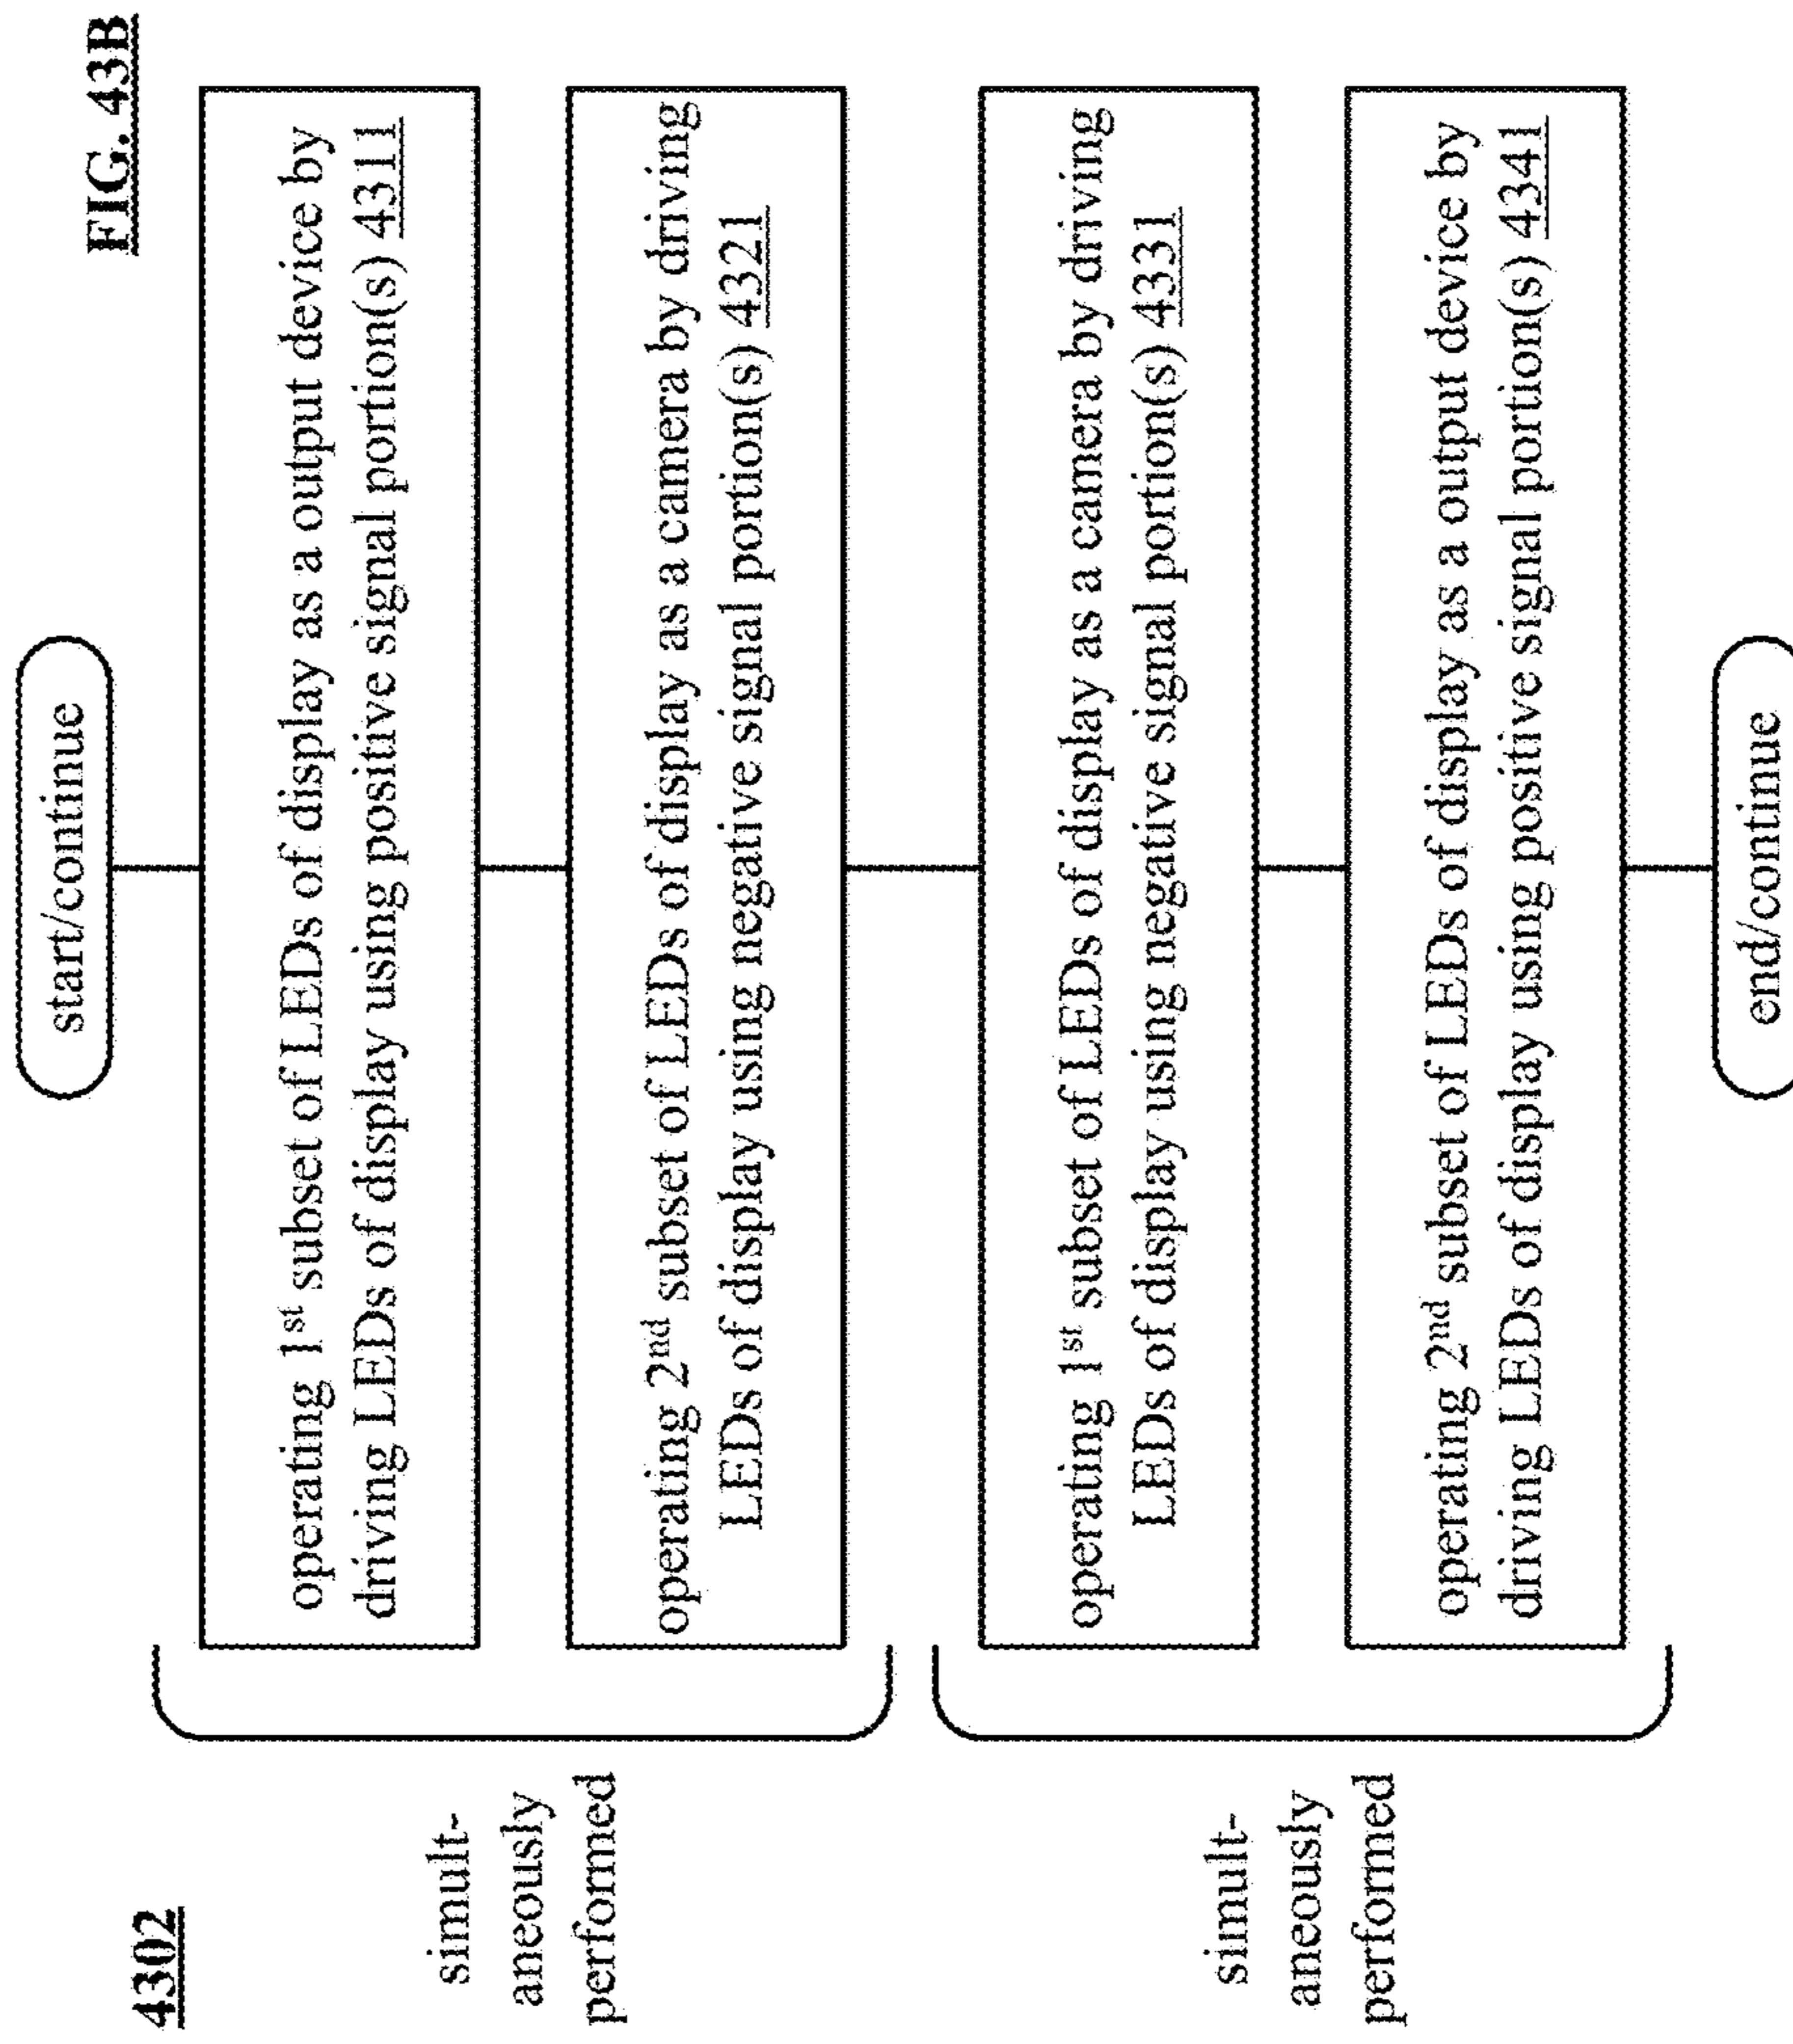 4302
FIG. 43B
start/continue
operating 1st subset of LEDs of display as a output device by
driving LEDs of display using positive signal portion(s) 4311
operating 2nd subset of LEDs of display as a camera by driving
LEDs of display using negative signal portion(s) 4321
simult-
aneously
perfomed
operating 1st subset of LEDs of display as a camera by driving
LEDs of display using negative signal portion(s) 4331
operating 2nd subset of LEDs of display as a output device by
driving LEDs of display using positive signal portion(s) 4341
simult-
aneously
perfomed
end/continue